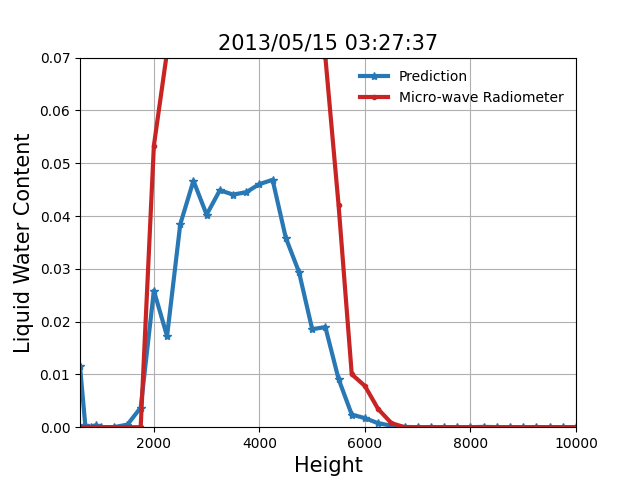 2013/05/15 03:27:37
0.07
0.06
0.05
0.04
0.03
0.02
0.01
0.00
Liquid Water Content
Prediction
Micro-wave Radiometer
2000 4000 6000 8000 10000
Height